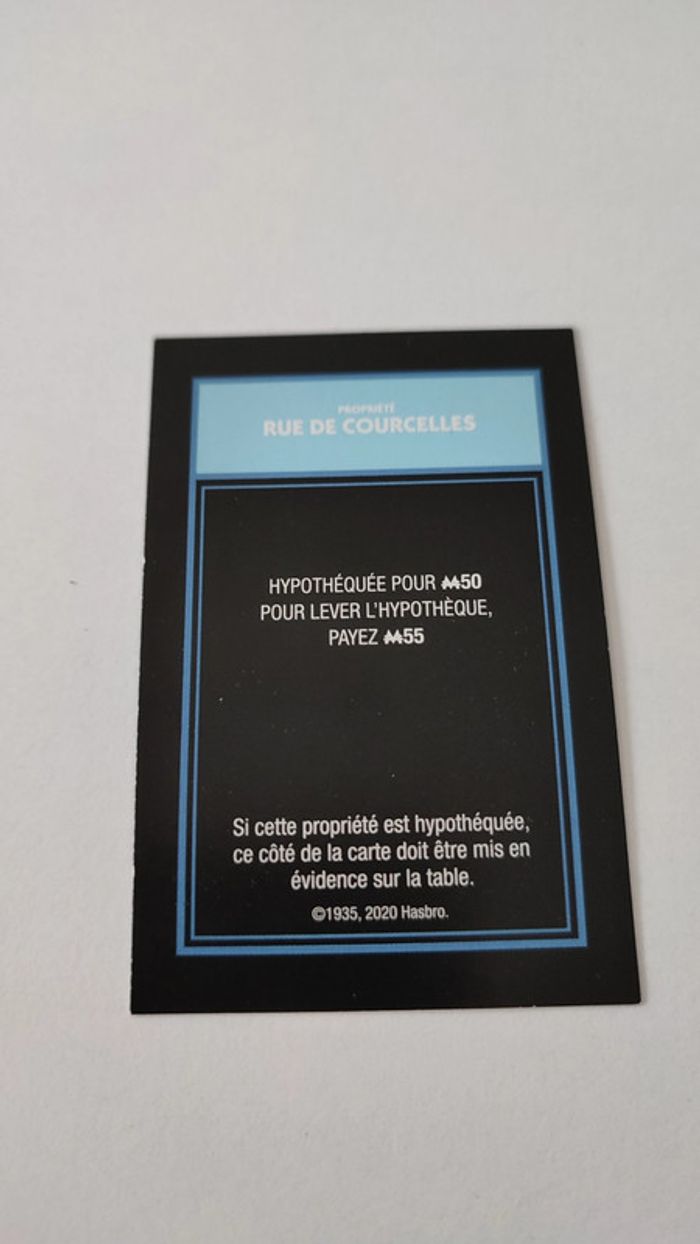 PROPRIÉTÉ
RUE DE COURCELLES
HYPOTHÉQUÉE POUR M50
POUR LEVER L'HYPOTHÈQUE,
PAYEZ M55
Si cette propriété est hypothéquée,
ce côté de la carte doit être mis en
évidence sur la table.
©1935, 2020 Hasbro.